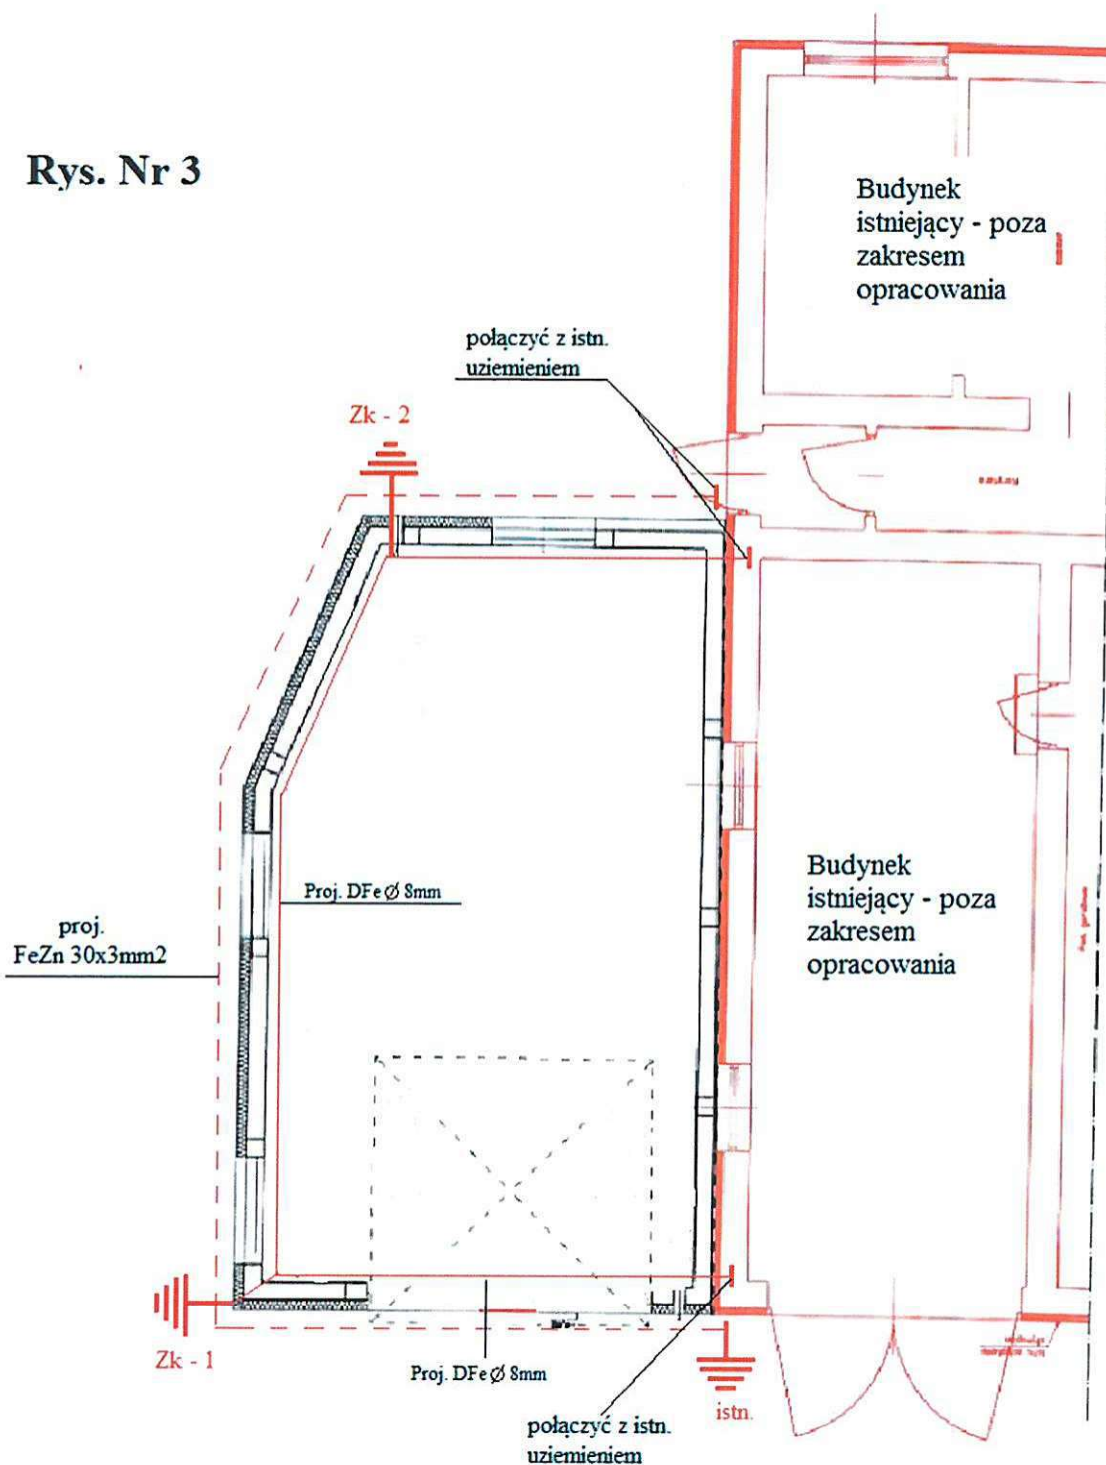 Rys. Nr 3
Budynek
istniejący - poza
zakresem
opracowania
połączyć z istn.
uziemieniem
Zk - 2
Budynek
istniejący - poza
zakresem
opracowania
Proj. DFe Ø 8mm
proj.
FeZn 30x3mm2
Zk - 1
Proj. DFe Ø 8mm
istn.
połączyć z istn.
uziemieniem